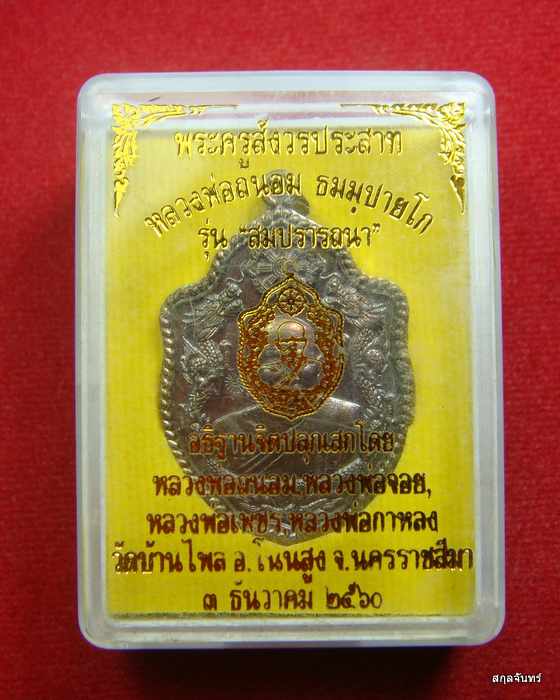 พระครูสังวรประสาท
หลวงพ่อถนอม ธมมฺปายโก
รุ่น "สมปรารถนา"
อธิฐานจิตปลุกเสกโดย
หลวงพ่อถนอม,หลวงพ่อจอย,
หลวงพ่อเพชร,หลวงพ่อกาหลง
วัดบ้านไพล อ.โนนสูง จ.นครราชสีมา
๓ ธันวาคม ๒๕๖๐
สกุลจันทร์